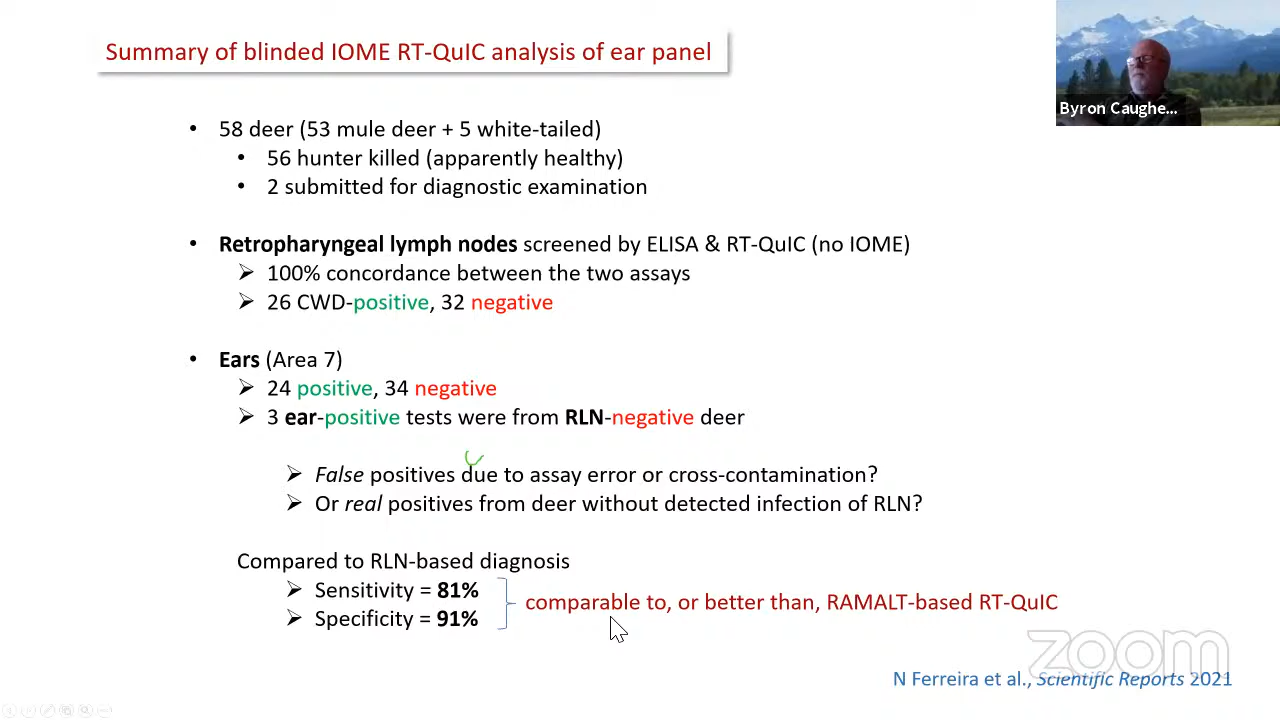 Summary of blinded IOME RT-QuIC analysis of ear panel
Byron Caughe...
• 58 deer (53 mule deer + 5 white-tailed)
• 56 hunter killed (apparently healthy)
• 2 submitted for diagnostic examination
• Retropharyngeal lymph nodes screened by ELISA & RT-QuIC (no IOME)
➢ 100% concordance between the two assays
➢ 26 CWD-positive, 32 negative
• Ears (Area 7)
➢ 24 positive, 34 negative
➢ 3 ear-positive tests were from RLN-negative deer
➢ False positives due to assay error or cross-contamination?
➢ Or real positives from deer without detected infection of RLN?
Compared to RLN-based diagnosis
➢ Sensitivity = 81%
➢ Specificity = 91%
comparable to, or better than, RAMALT-based RT-QuIC
zoom
N Ferreira et al., Scientific Reports 2021